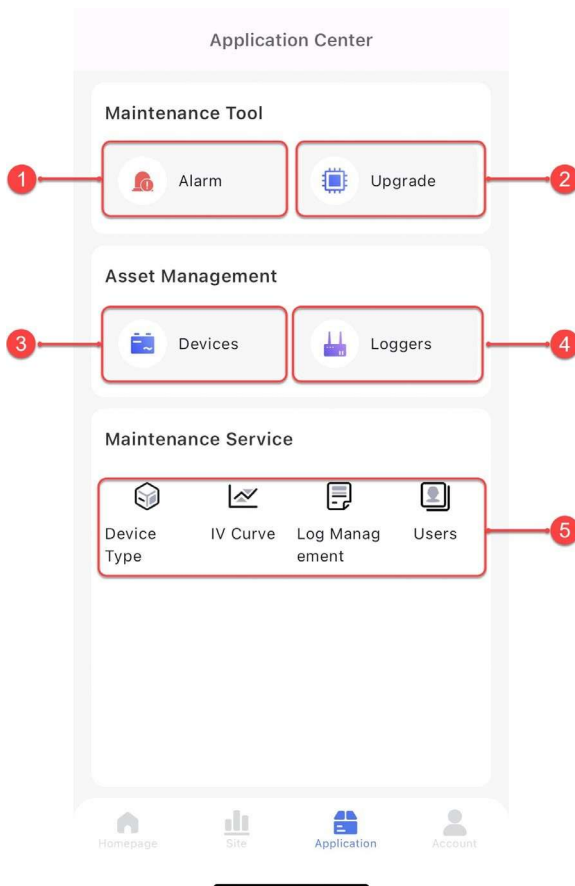 Application Center
Maintenance Tool
1
Alarm
Upgrade
2
Asset Management
3
Devices
Loggers
4
Maintenance Service
Device
Type
IV Curve
Log Manag
ement
Users
5
Homepage
Site
Application
Account